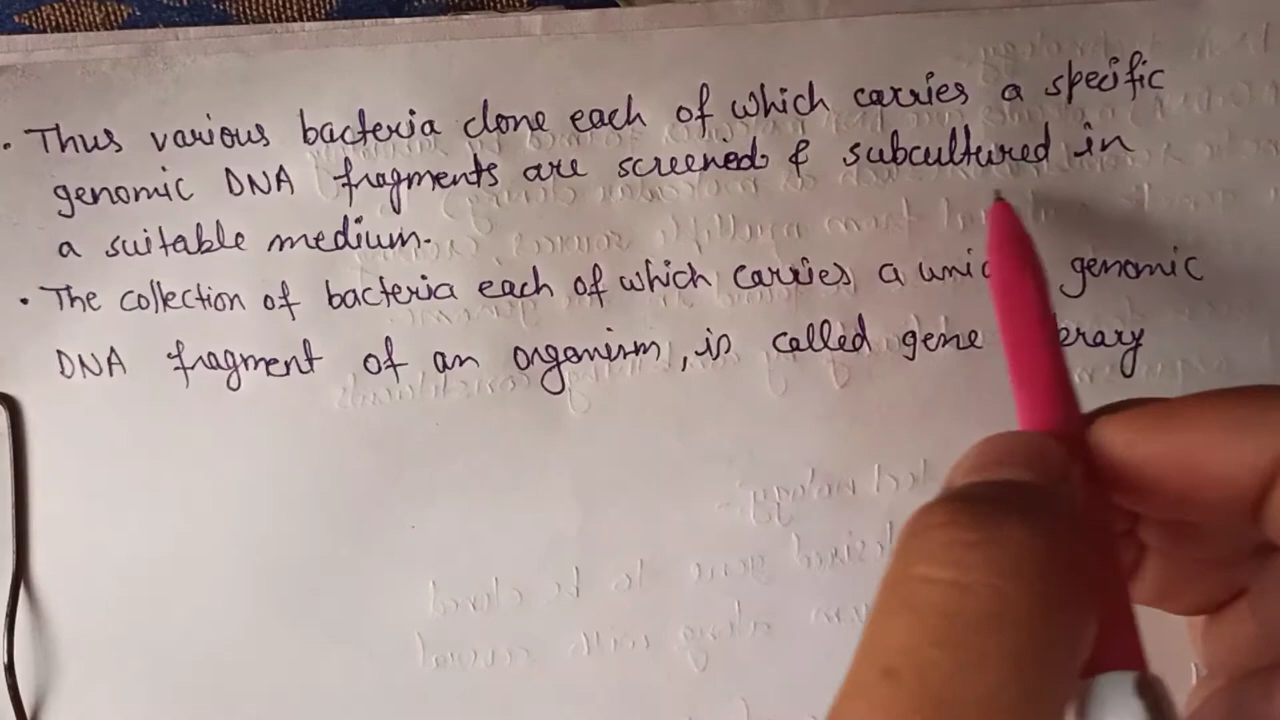 . Thus various bacteria clone each of which carries a specific
genomic DNA fragments are screened & subcultured in
a suitable medium.
• The collection of bacteria each of which carries a genomic
DNA fragment of an organism, is called gene